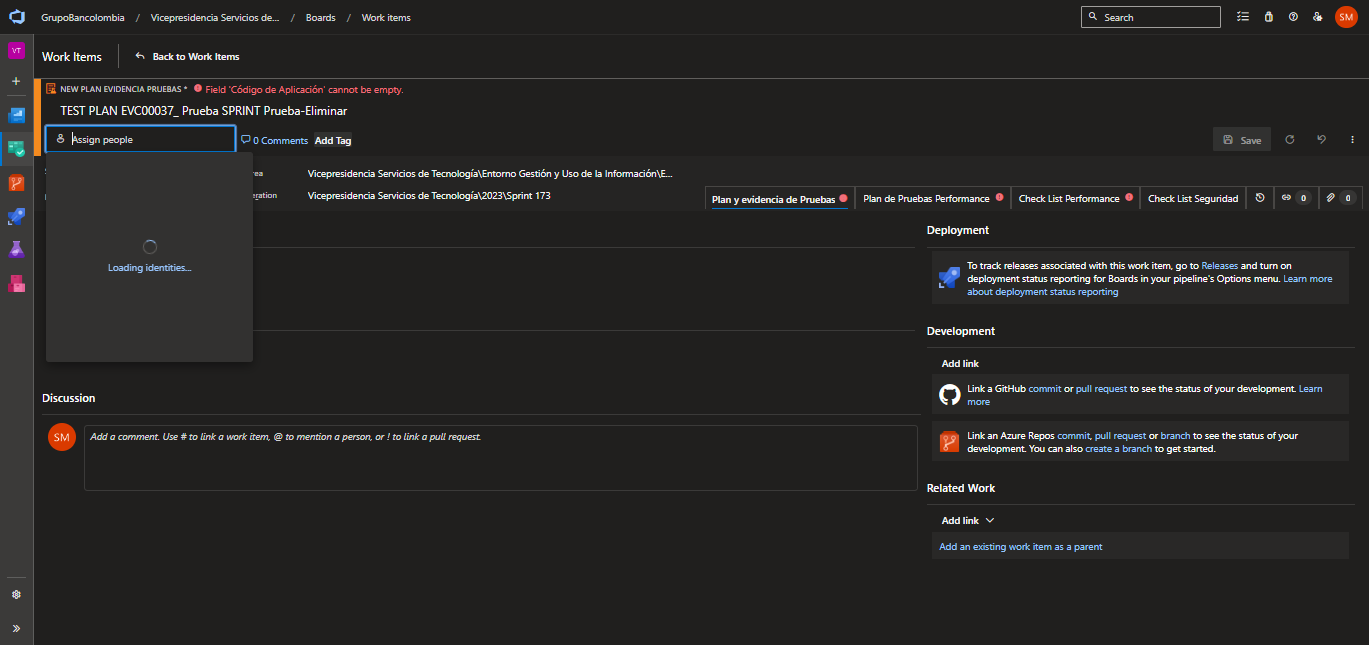 GrupoBancolombia / Vicepresidencia Servicios de... / Boards / Work items
Search
SM
VT
Work Items
Back to Work Items
NEW PLAN EVIDENCIA PRUEBAS * Field 'Código de Aplicación' cannot be empty.
TEST PLAN EVC00037_ Prueba SPRINT Prueba-Eliminar
Assign people
0 Comments
Add Tag
Save
rea
Vicepresidencia Servicios de Tecnología\Entorno Gestión y Uso de la Información\E...
eration
Vicepresidencia Servicios de Tecnología\2023\Sprint 173
Plan y evidencia de Pruebas
Plan de Pruebas Performance
Check List Performance
Check List Seguridad
0
0
Loading identities...
Deployment
To track releases associated with this work item, go to Releases and turn on
deployment status reporting for Boards in your pipeline's Options menu. Learn more
about deployment status reporting
Development
Add link
Link a GitHub commit or pull request to see the status of your development. Learn
more
Link an Azure Repos commit, pull request or branch to see the status of your
development. You can also create a branch to get started.
Related Work
Add link
Add an existing work item as a parent
Discussion
SM
Add a comment. Use # to link a work item, @ to mention a person, or ! to link a pull request.